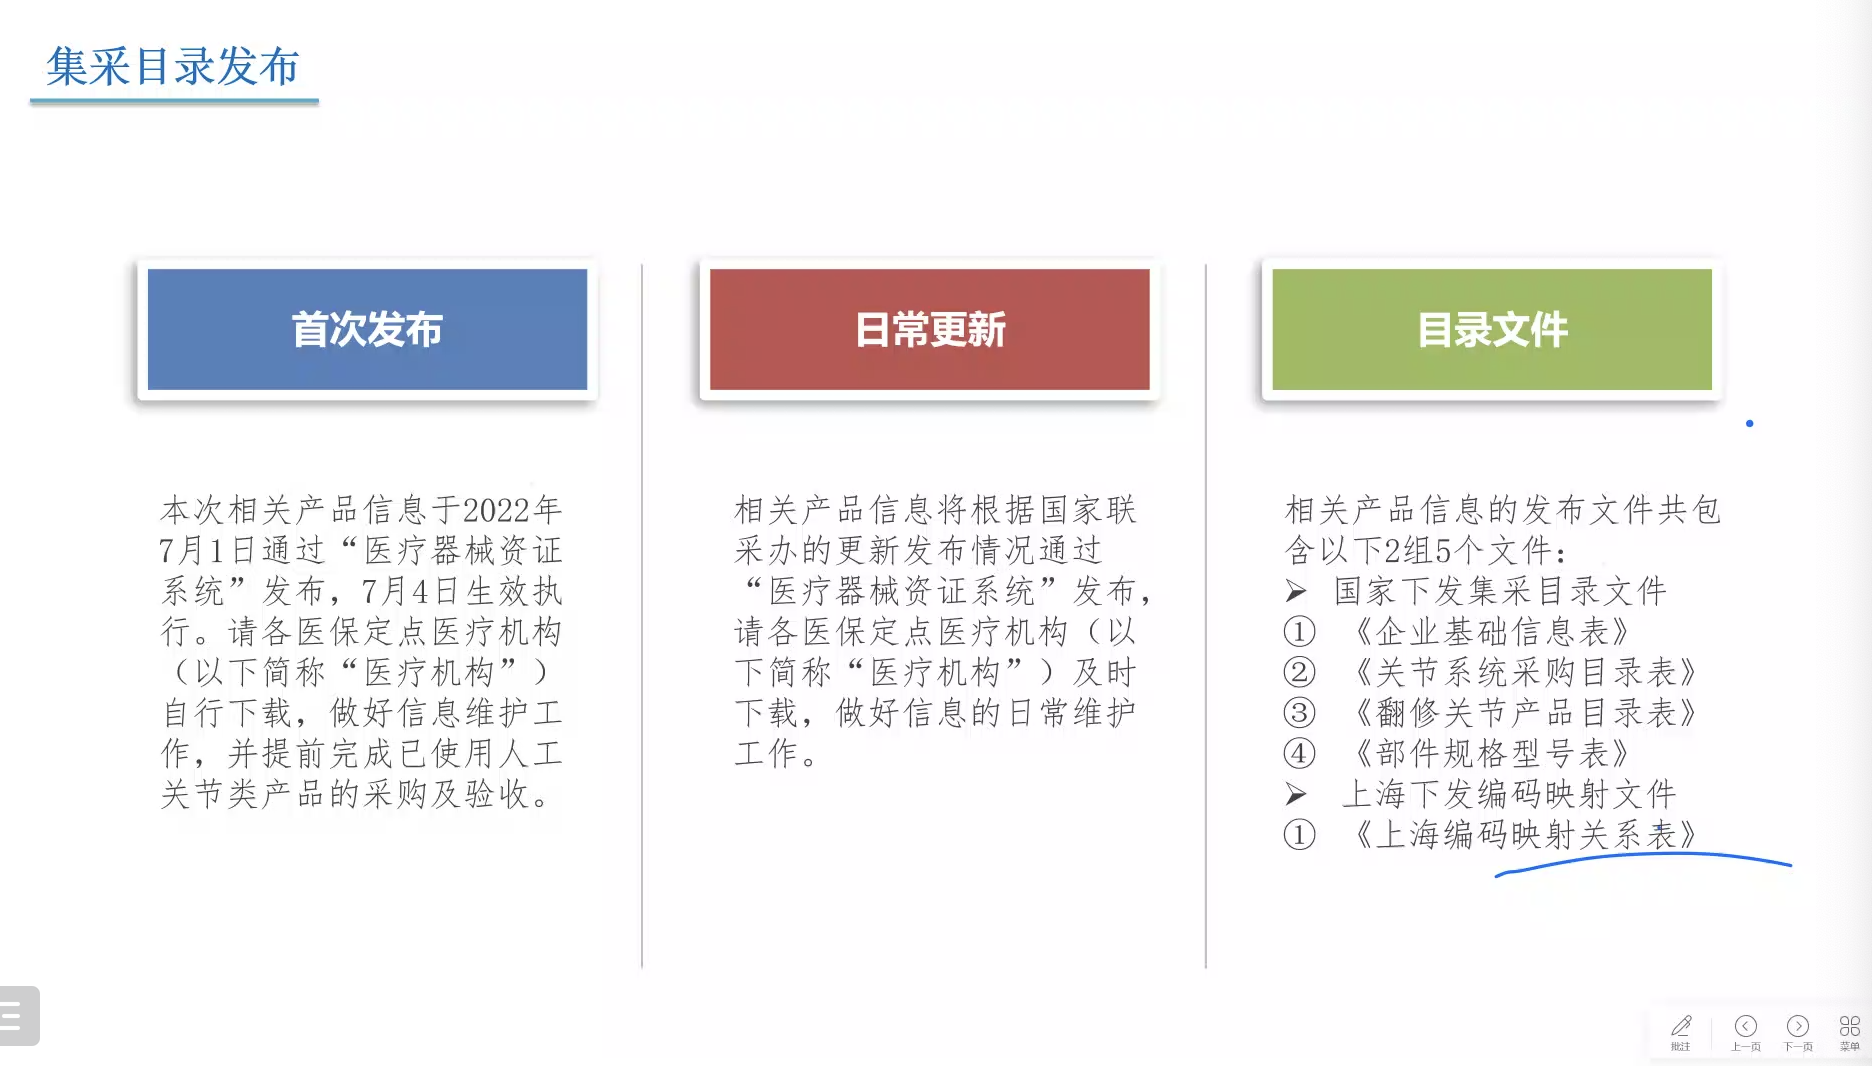 集采目录发布
首次发布
本次相关产品信息于2022年
7月1日通过“医疗器械资证
系统”发布，7月4日生效执
行。请各医保定点医疗机构
（以下简称“医疗机构”）
自行下载，做好信息维护工
作，并提前完成已使用人工
关节类产品的采购及验收。
日常更新
相关产品信息将根据国家联
采办的更新发布情况通过
“医疗器械资证系统”发布，
请各医保定点医疗机构（以
下简称“医疗机构”）及时
下载，做好信息的日常维护
工作。
目录文件
相关产品信息的发布文件共包
含以下2组5个文件：
➢ 国家下发集采目录文件
① 《企业基础信息表》
② 《关节系统采购目录表》
③ 《翻修关节产品目录表》
④ 《部件规格型号表》
➢ 上海下发编码映射文件
① 《上海编码映射关系表》
批注
上一页
下一页
菜单